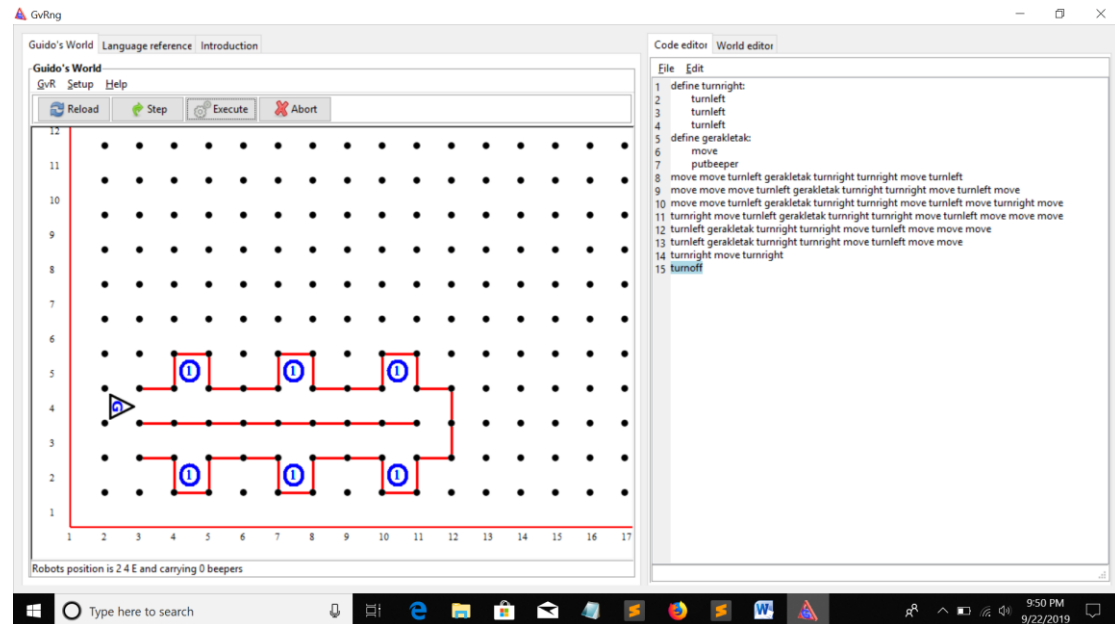 GvRng
Guido's World Language reference Introduction
Guido's World
GvR Setup Help
Reload Step Execute Abort
12
11
10
9
8
7
6
5
4
3
2
1
1 1 1
G
1 1 1
1 2 3 4 5 6 7 8 9 10 11 12 13 14 15 16 17
Robots position is 2 4 E and carrying 0 beepers
Code editor World editor
File Edit
1 define turnright:
2 turnleft
3 turnleft
4 turnleft
5 define gerakletak:
6 move
7 putbeeper
8 move move turnleft gerakletak turnright turnright move turnleft
9 move move move turnleft gerakletak turnright turnright move turnleft move
10 move move turnleft gerakletak turnright turnright move turnleft move turnright move
11 turnright move turnleft gerakletak turnright turnright move turnleft move move move
12 turnleft gerakletak turnright turnright move turnleft move move move
13 turnleft gerakletak turnright turnright move turnleft move move
14 turnright move turnright
15 turnoff
Type here to search
9:50 PM
9/22/2019